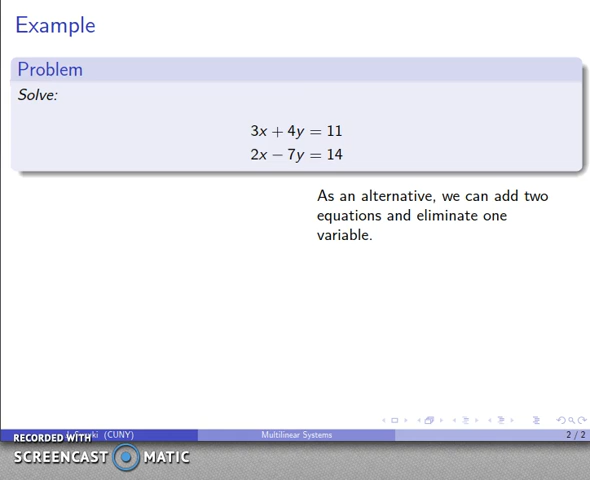 Example
Problem
Solve:
3x + 4y = 11
2x − 7y = 14
As an alternative, we can add two
equations and eliminate one
variable.
(CUNY)
Multilinear Systems
2 / 2
RECORDED WITH
SCREENCAST MATIC